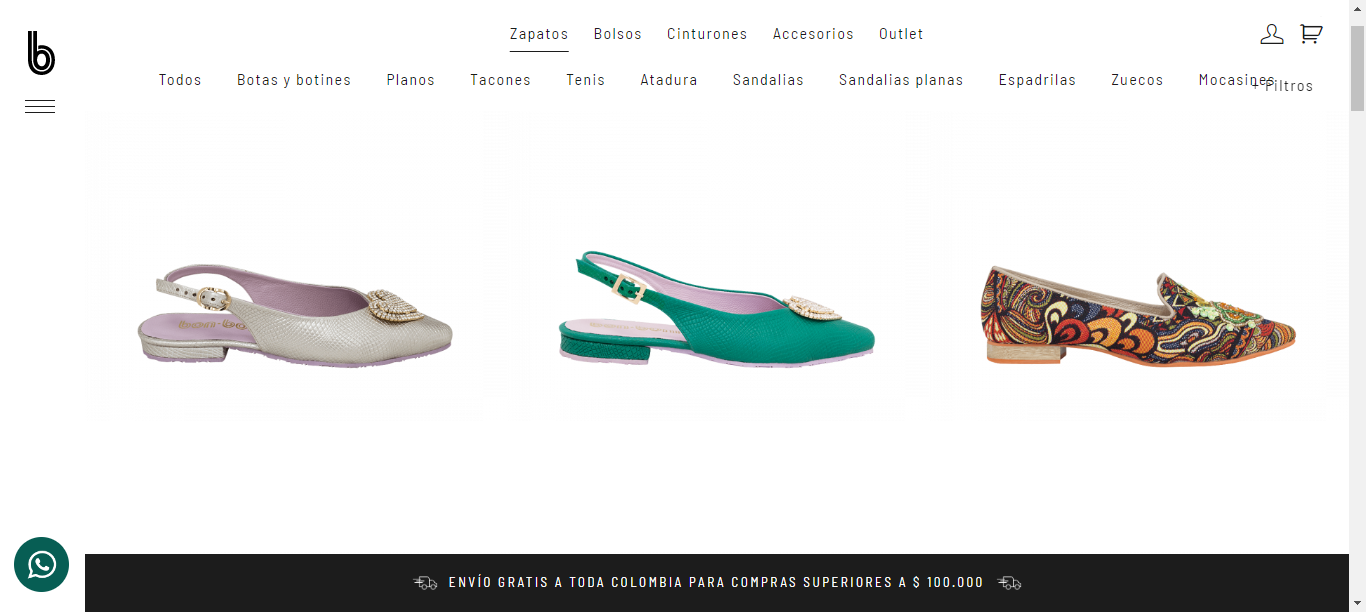 b
Zapatos Bolsos Cinturones Accesorios Outlet
Todos Botas y botines Planos Tacones Tenis Atadura Sandalias Sandalias planas Espadrilas Zuecos Mocasines + Filtros
ENVÍO GRATIS A TODA COLOMBIA PARA COMPRAS SUPERIORES A $ 100.000